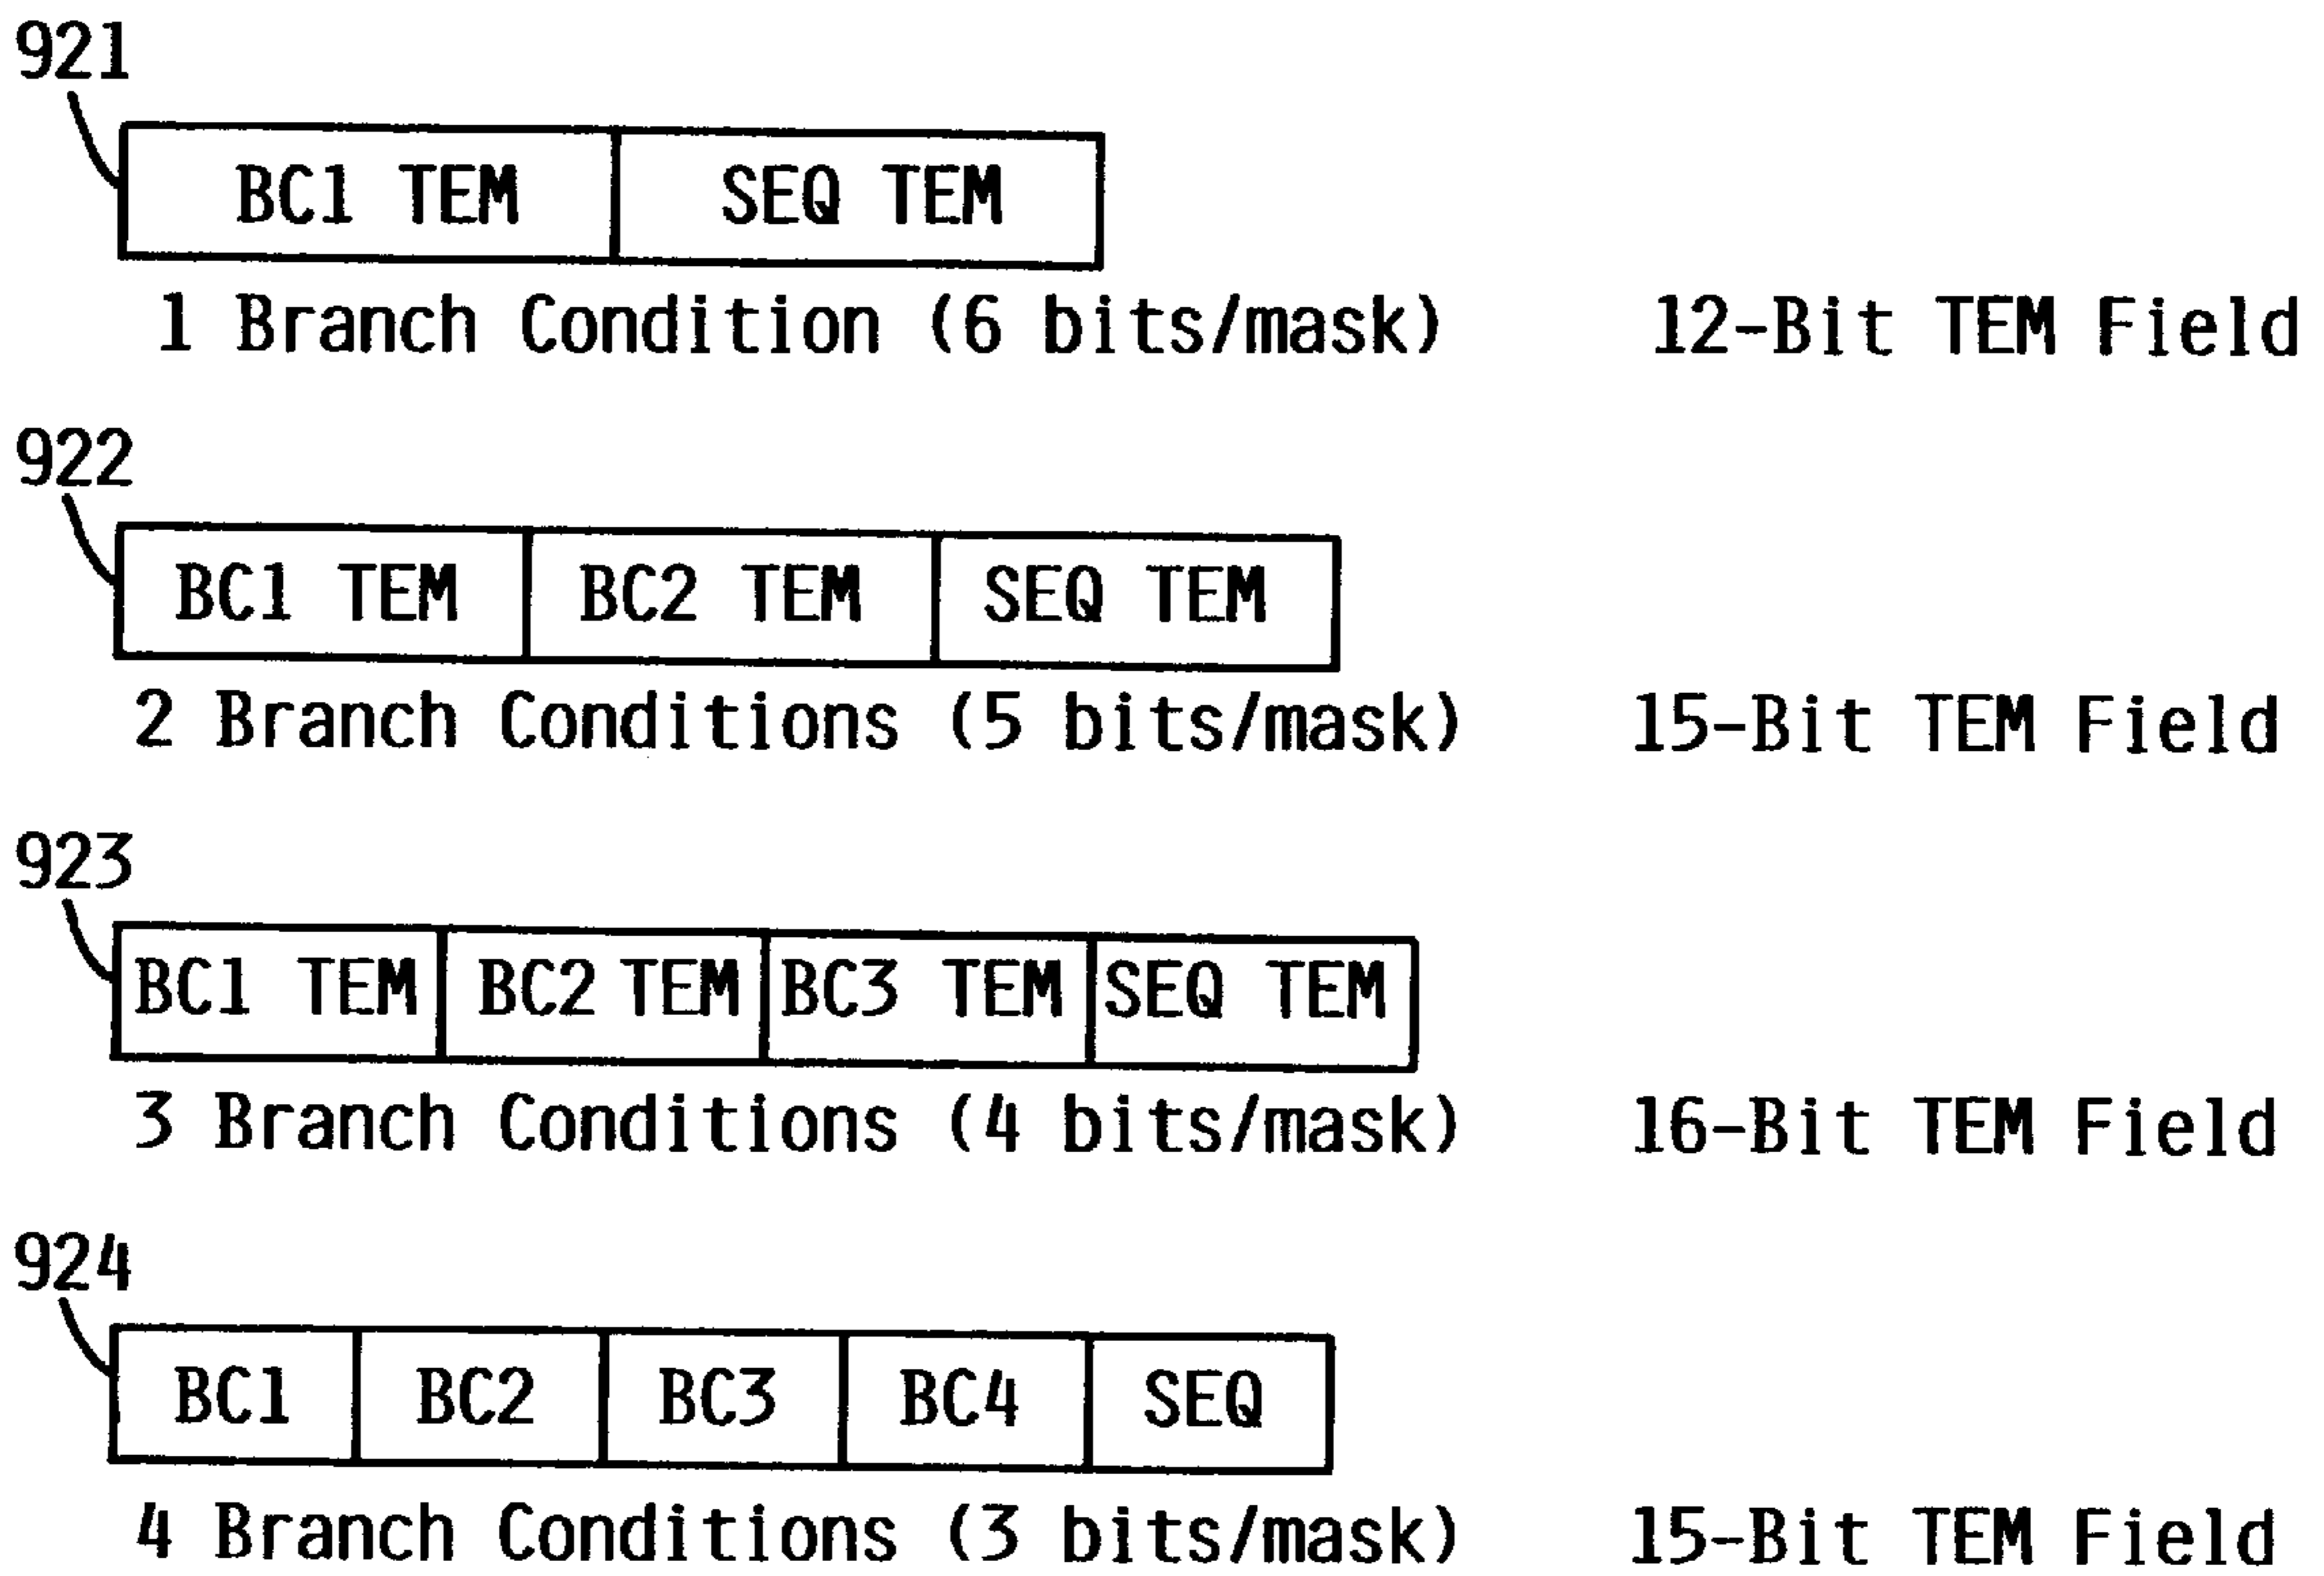 921
BC1 TEM SEQ TEM
1 Branch Condition (6 bits/mask) 12-Bit TEM Field
922
BC1 TEM BC2 TEM SEQ TEM
2 Branch Conditions (5 bits/mask) 15-Bit TEM Field
923
BC1 TEM BC2 TEM BC3 TEM SEQ TEM
3 Branch Conditions (4 bits/mask) 16-Bit TEM Field
924
BC1 BC2 BC3 BC4 SEQ
4 Branch Conditions (3 bits/mask) 15-Bit TEM Field